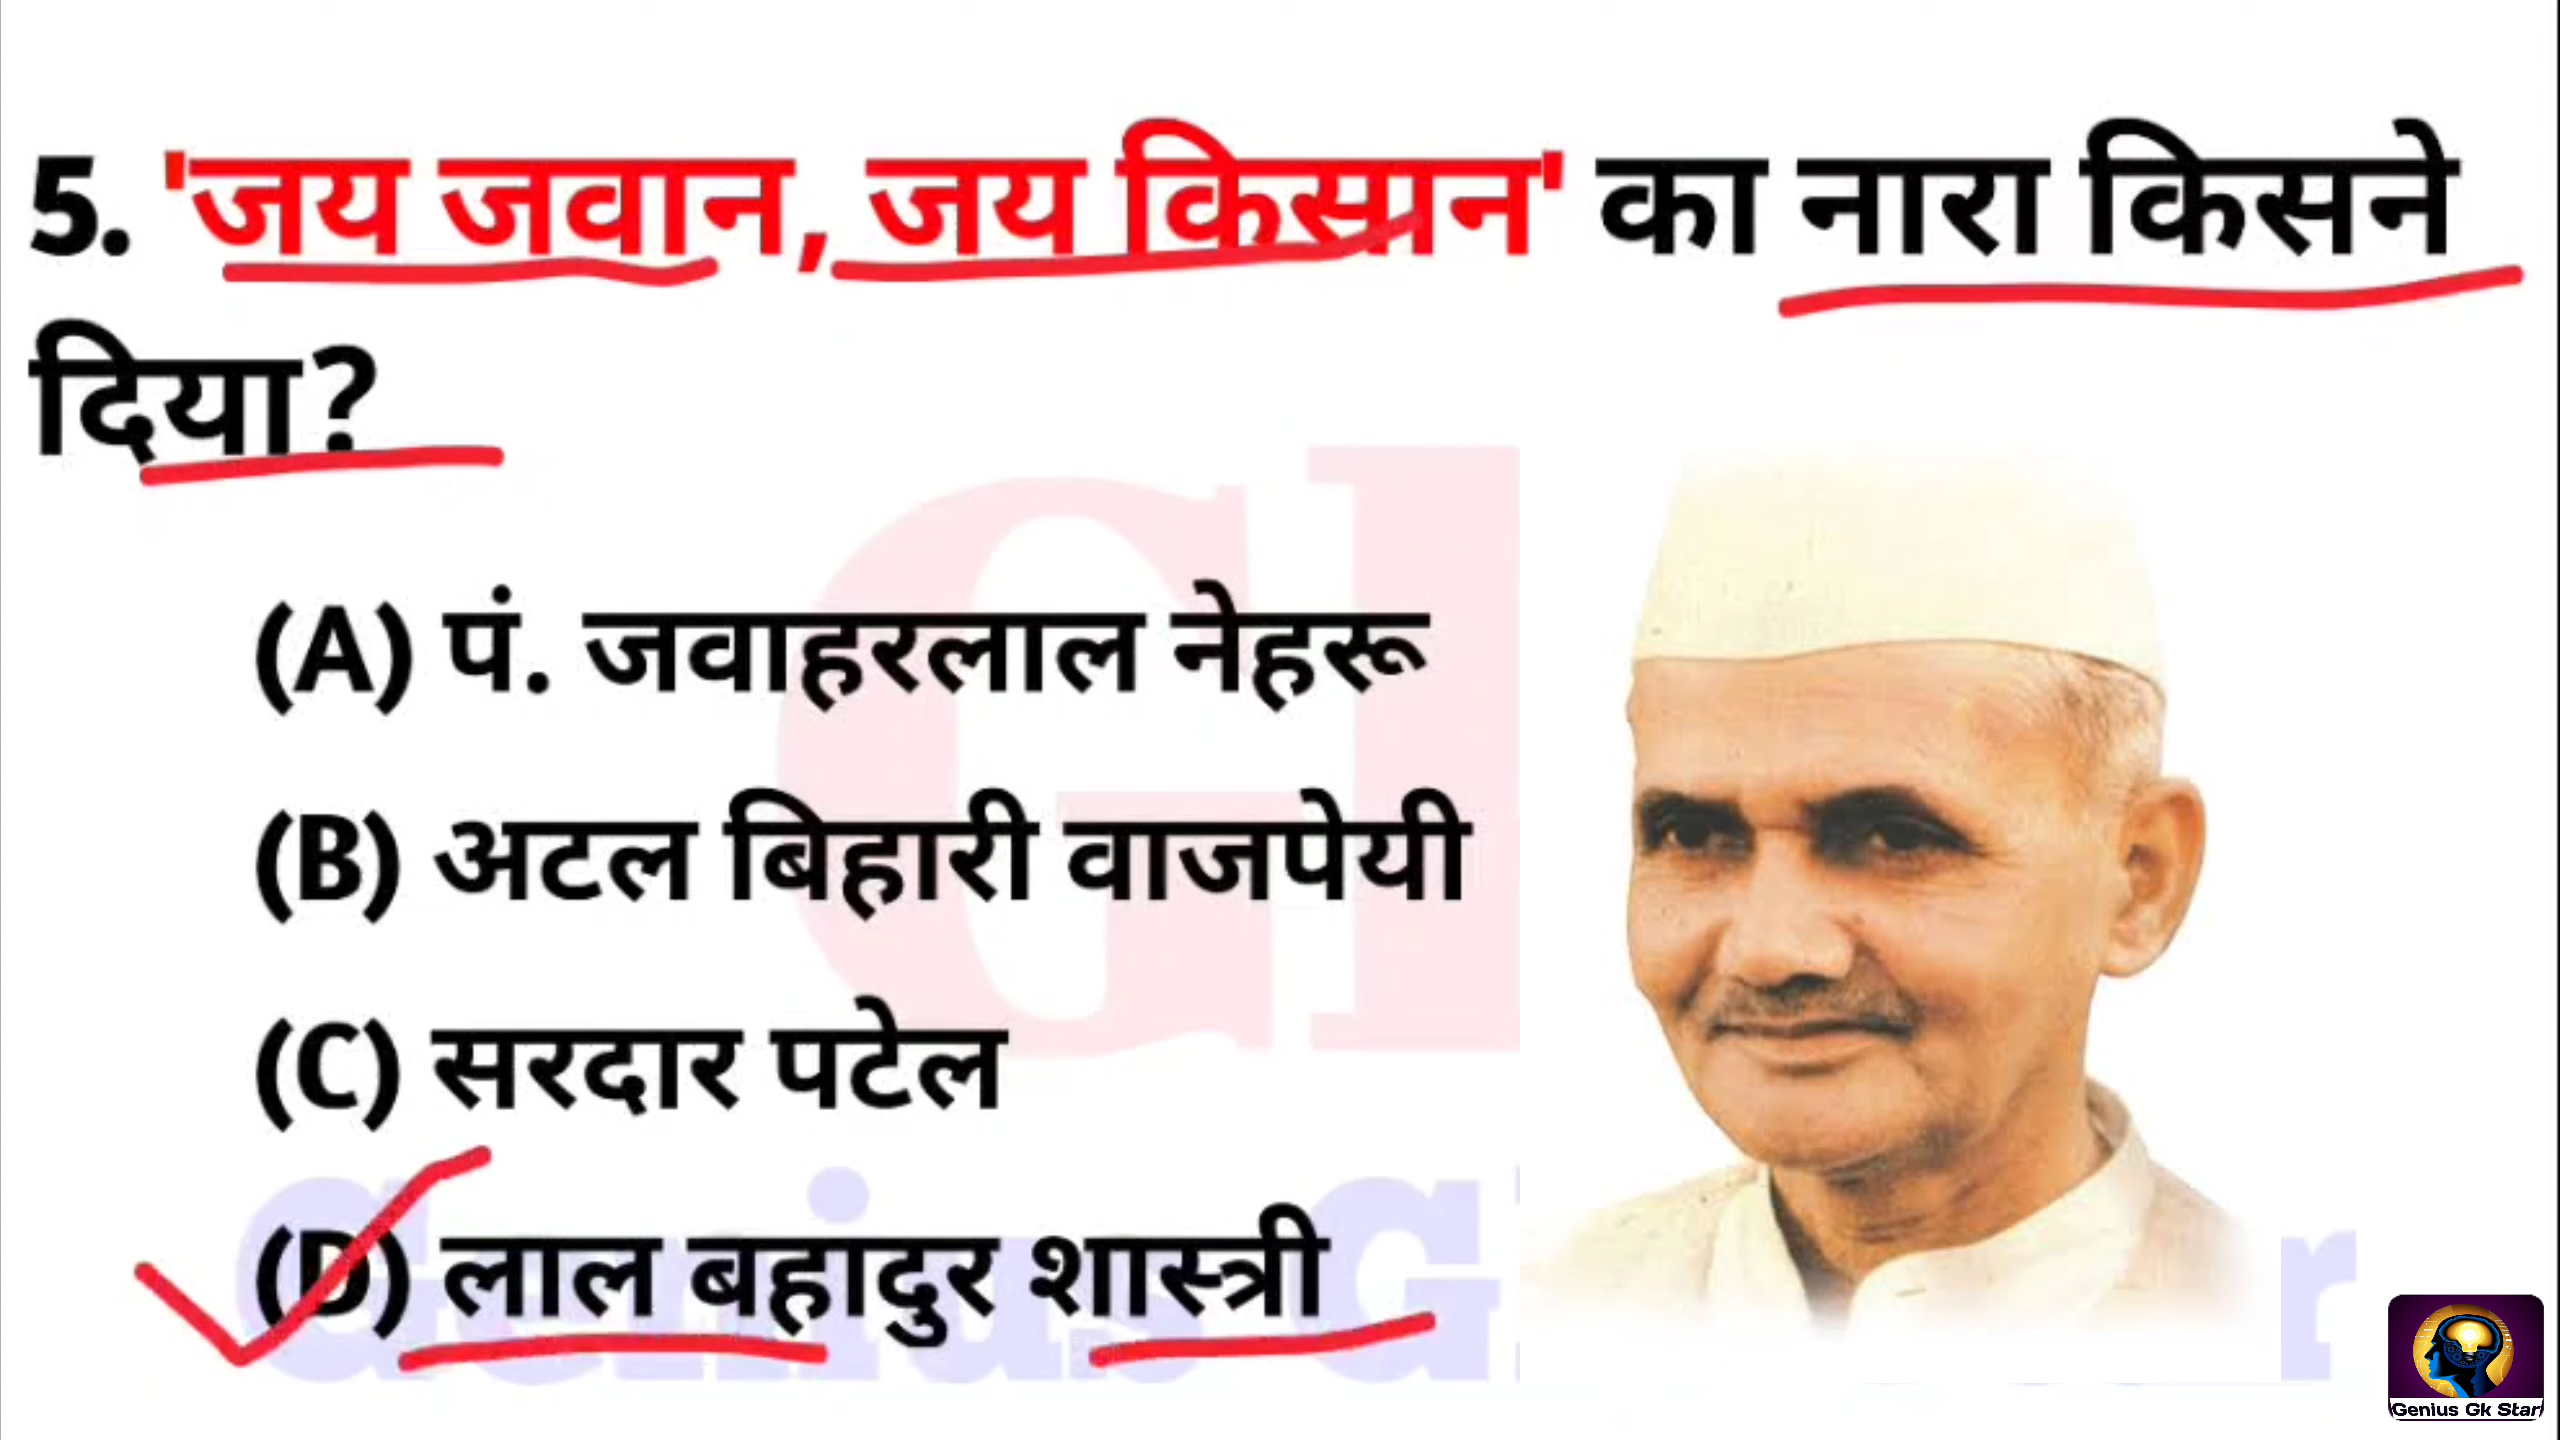 5. 'जय जवान, जय किसान' का नारा किसने
दिया?
(A) पं. जवाहरलाल नेहरू
(B) अटल बिहारी वाजपेयी
(C) सरदार पटेल
(D) लाल बहादुर शास्त्री
Genius Gk Star